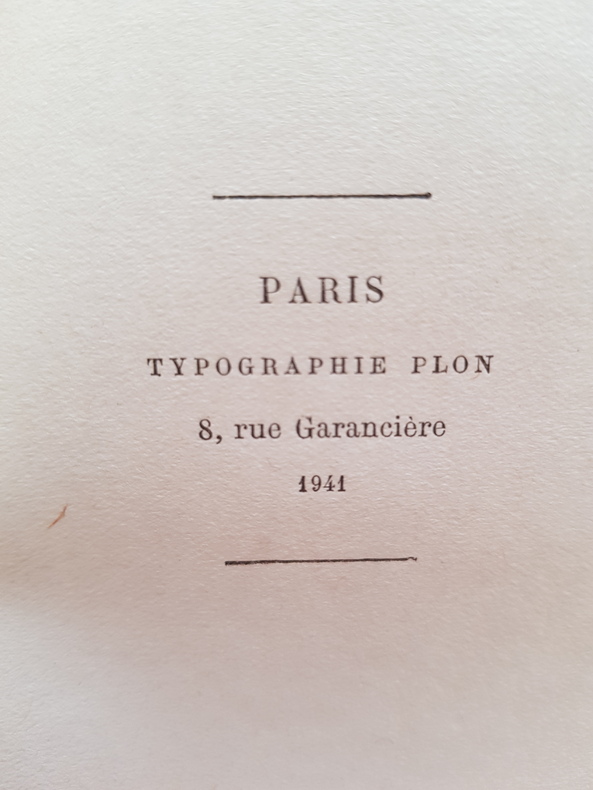 PARIS
TYPOGRAPHIE PLON
8, rue Garancière
1941